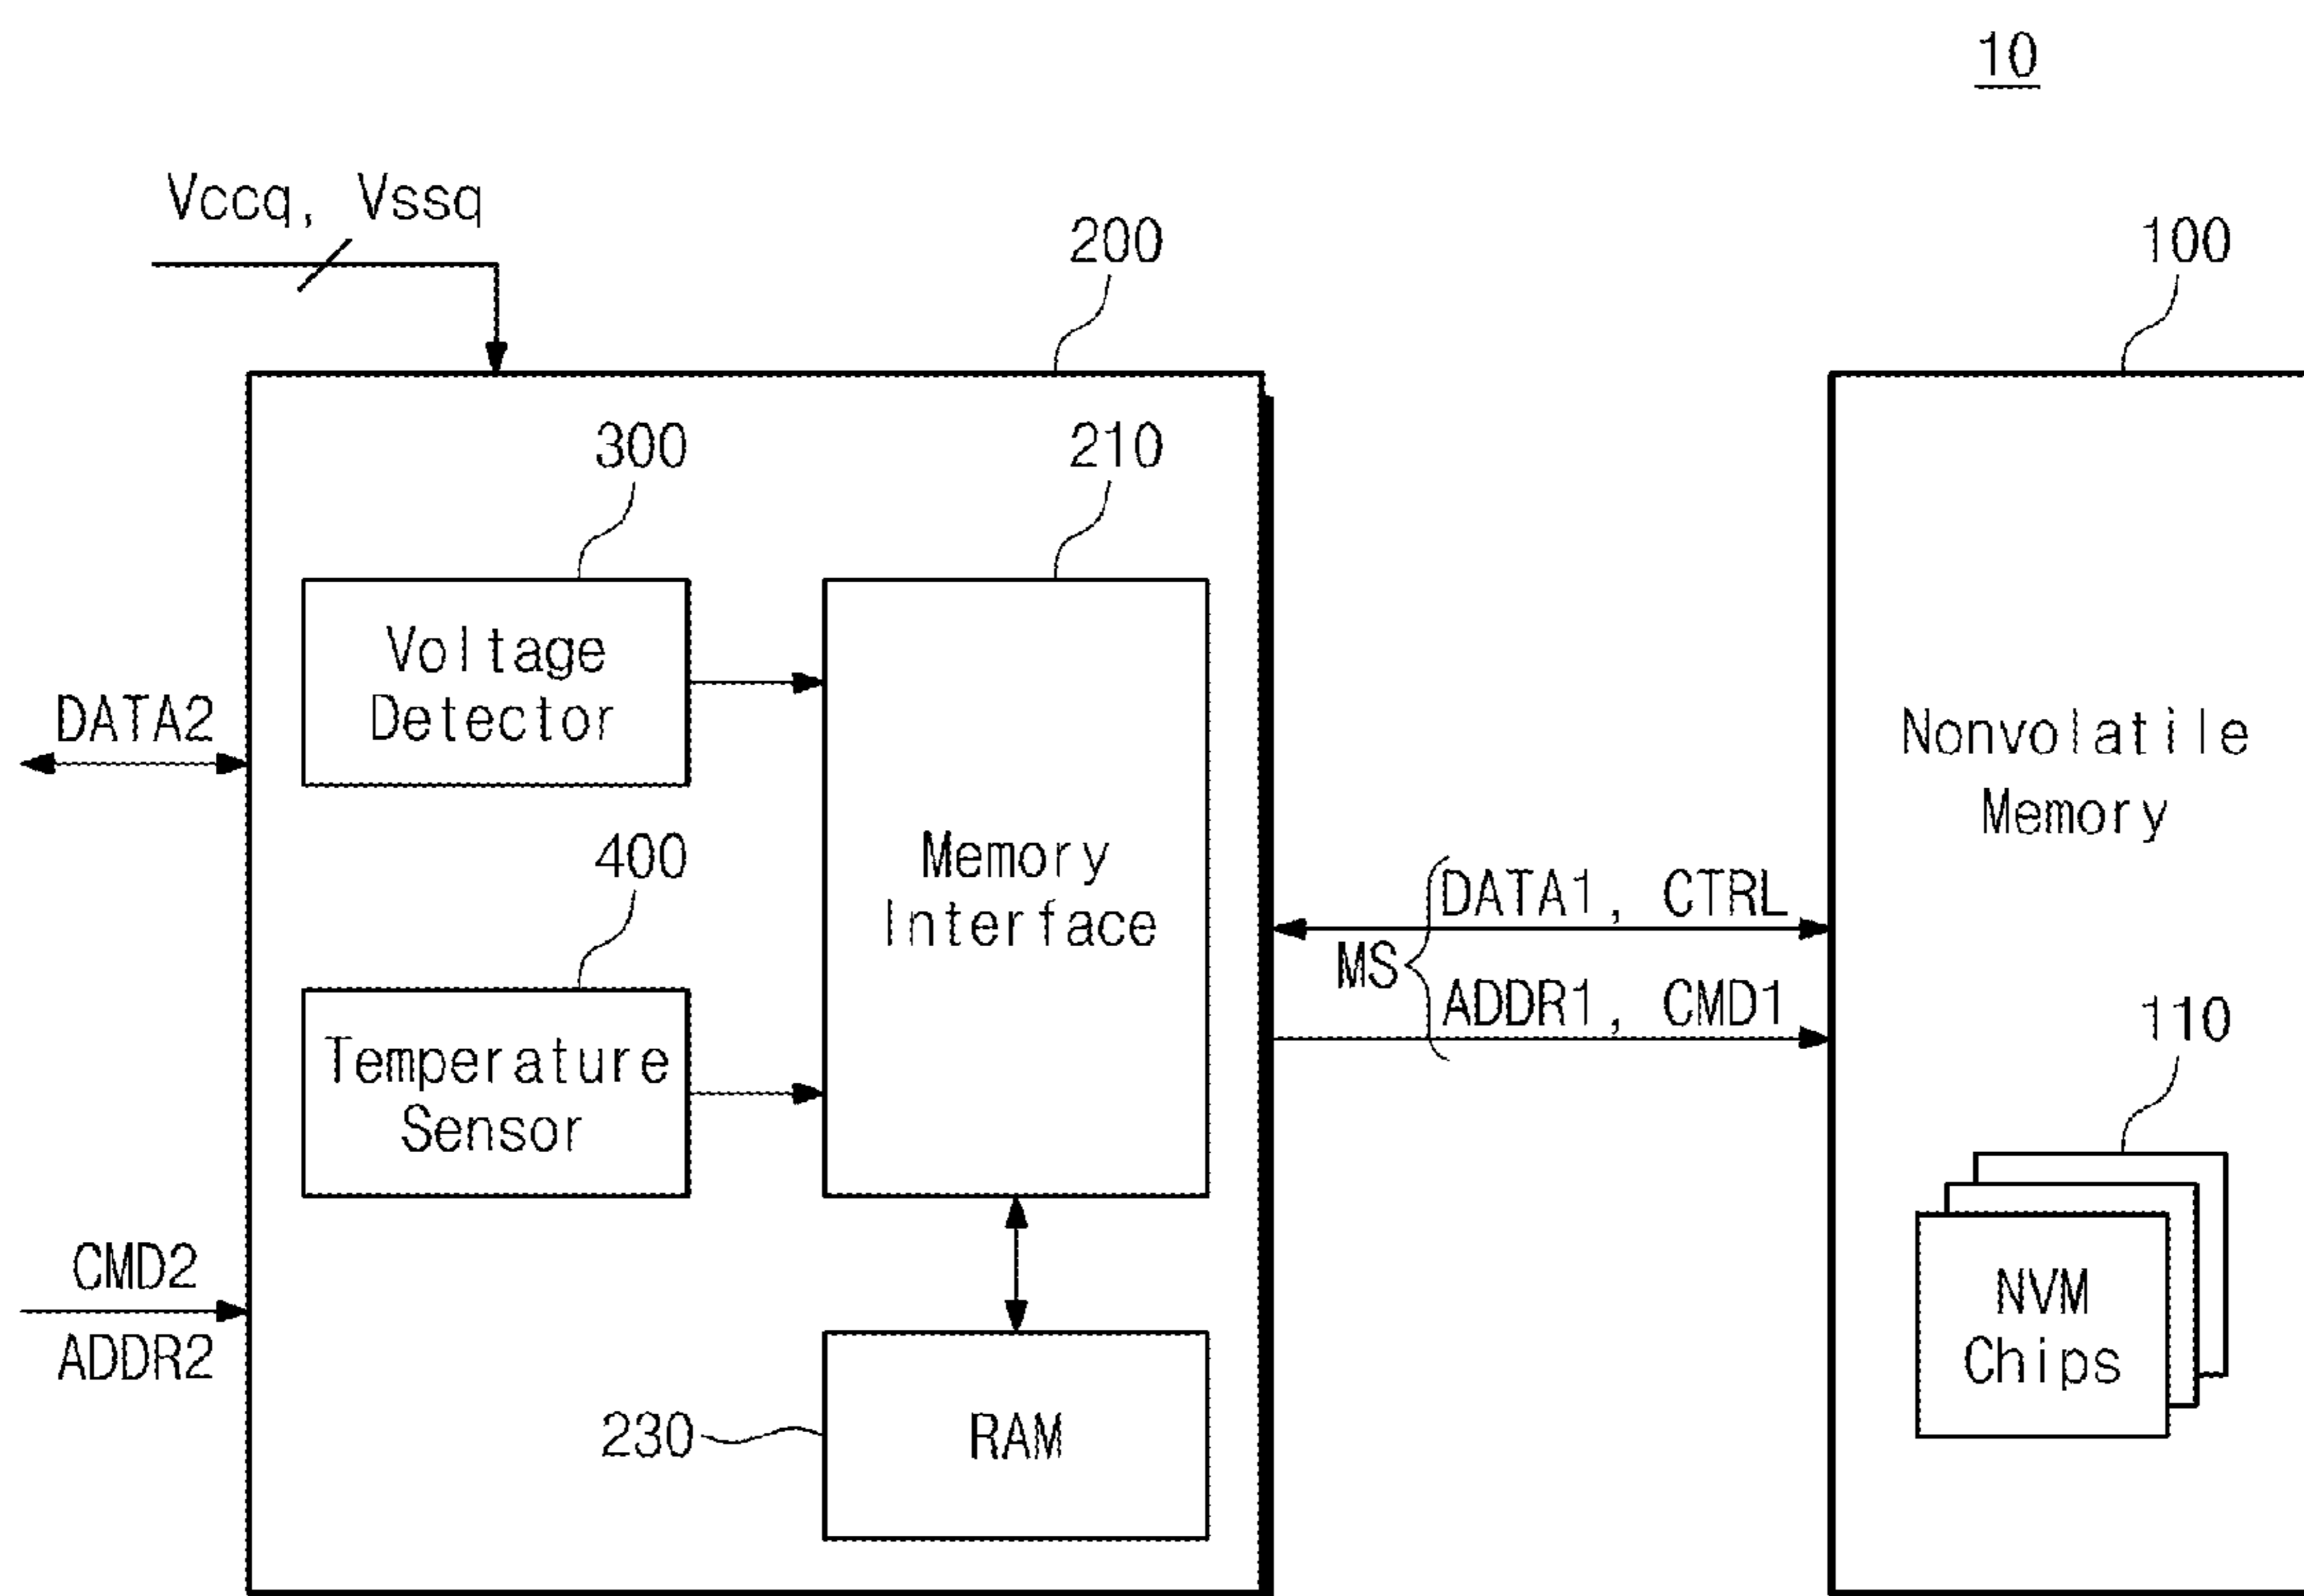 10
Vccq, Vssq
200
100
300
210
Voltage
Detector
DATA2
Nonvolatile
Memory
400
Memory
Interface
DATA1, CTRL
MS
ADDR1, CMD1
110
Temperature
Sensor
CMD2
ADDR2
NVM
Chips
230
RAM